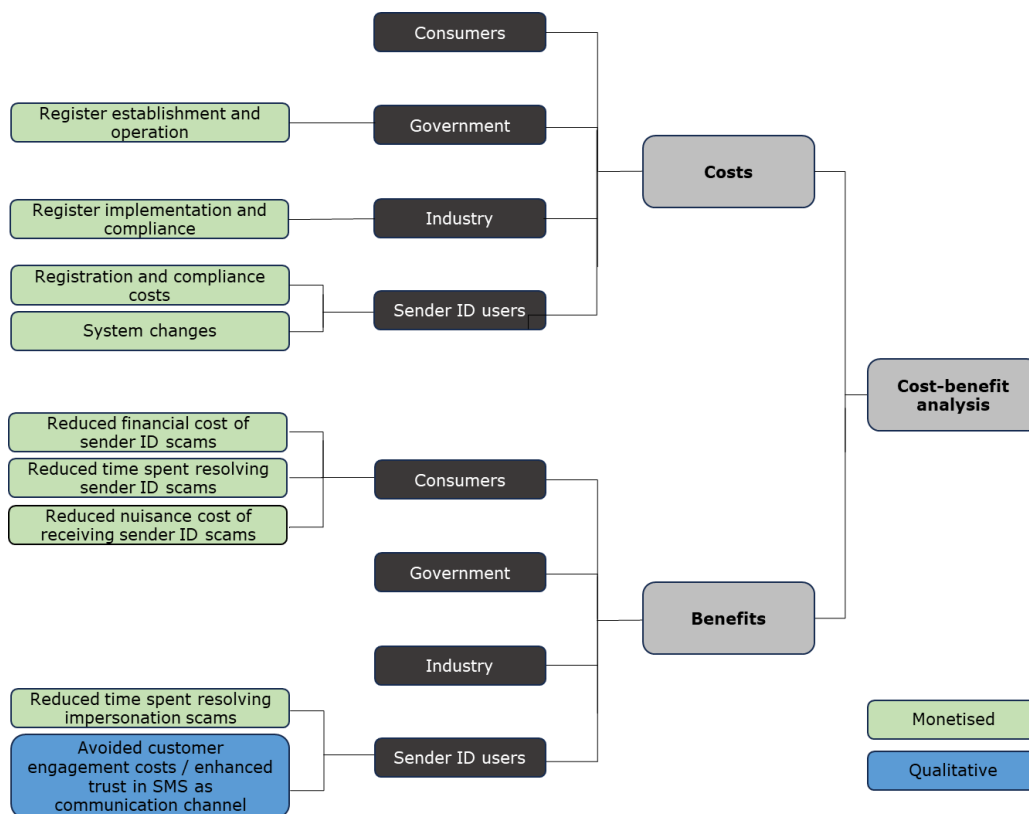 Consumers
Register establishment and
operation
Government
Costs
Register implementation and
compliance
Industry
Registration and compliance
costs
System changes
Sender ID users
Cost-benefit
analysis
Reduced financial cost of
sender ID scams
Reduced time spent resolving
sender ID scams
Reduced nuisance cost of
receiving sender ID scams
Consumers
Government
Benefits
Industry
Reduced time spent resolving
impersonation scams
Avoided customer
engagement costs / enhanced
trust in SMS as
communication channel
Sender ID users
Monetised
Qualitative